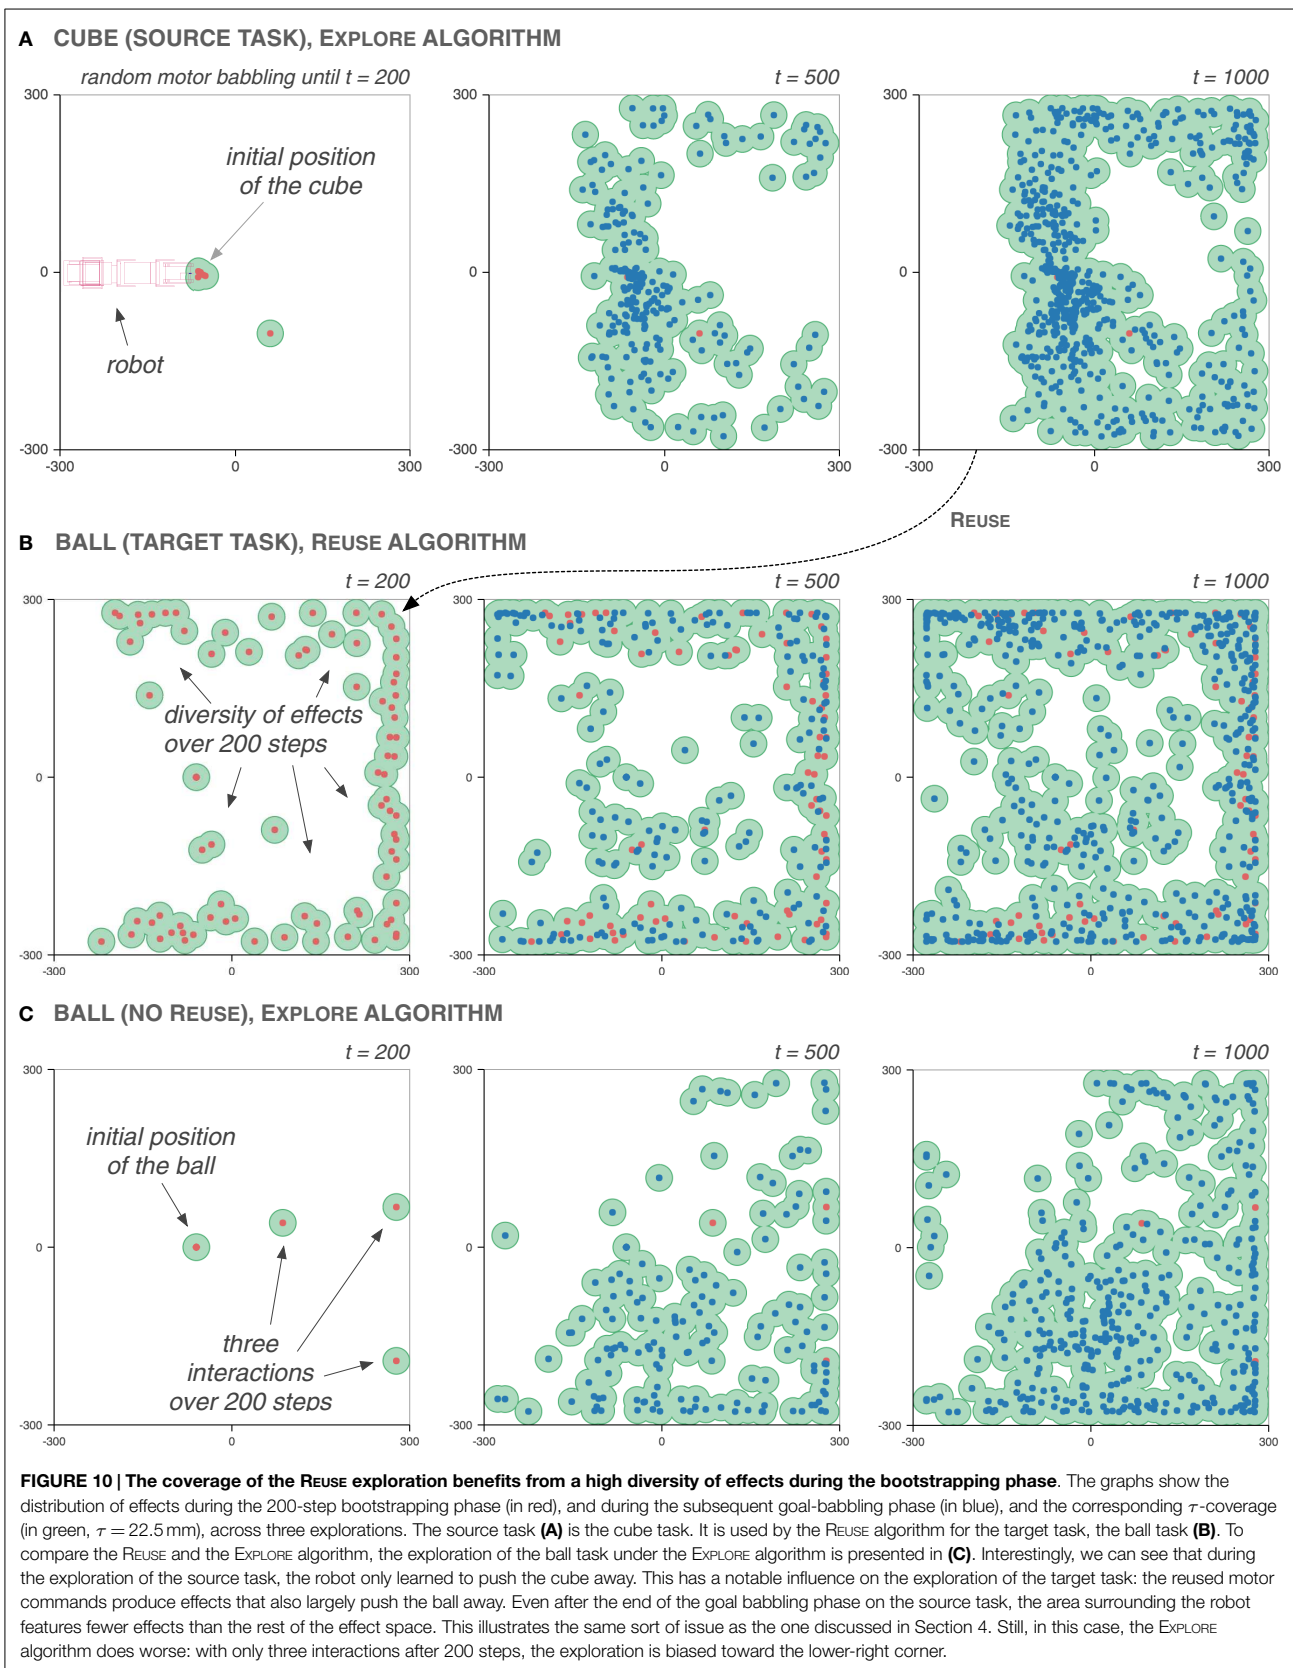 A CUBE (SOURCE TASK), EXPLORE ALGORITHM
random motor babbling until t = 200
t = 500
t = 1000
300
300
300
initial position
of the cube
0
0
0
robot
-300
-300
-300
-300
0
300
-300
0
300
-300
0
300
REUSE
B BALL (TARGET TASK), REUSE ALGORITHM
t = 200
t = 500
t = 1000
300
300
300
diversity of effects
over 200 steps
0
0
0
-300
-300
-300
-300
0
300
-300
0
300
-300
0
300
C BALL (NO REUSE), EXPLORE ALGORITHM
t = 200
t = 500
t = 1000
300
300
300
initial position
of the ball
0
0
0
three
interactions
over 200 steps
-300
-300
-300
-300
0
300
-300
0
300
-300
0
300
FIGURE 10 | The coverage of the REUSE exploration benefits from a high diversity of effects during the bootstrapping phase. The graphs show the
distribution of effects during the 200-step bootstrapping phase (in red), and during the subsequent goal-babbling phase (in blue), and the corresponding τ-coverage
(in green, τ = 22.5 mm), across three explorations. The source task (A) is the cube task. It is used by the REUSE algorithm for the target task, the ball task (B). To
compare the REUSE and the EXPLORE algorithm, the exploration of the ball task under the EXPLORE algorithm is presented in (C). Interestingly, we can see that during
the exploration of the source task, the robot only learned to push the cube away. This has a notable influence on the exploration of the target task: the reused motor
commands produce effects that also largely push the ball away. Even after the end of the goal babbling phase on the source task, the area surrounding the robot
features fewer effects than the rest of the effect space. This illustrates the same sort of issue as the one discussed in Section 4. Still, in this case, the EXPLORE
algorithm does worse: with only three interactions after 200 steps, the exploration is biased toward the lower-right corner.